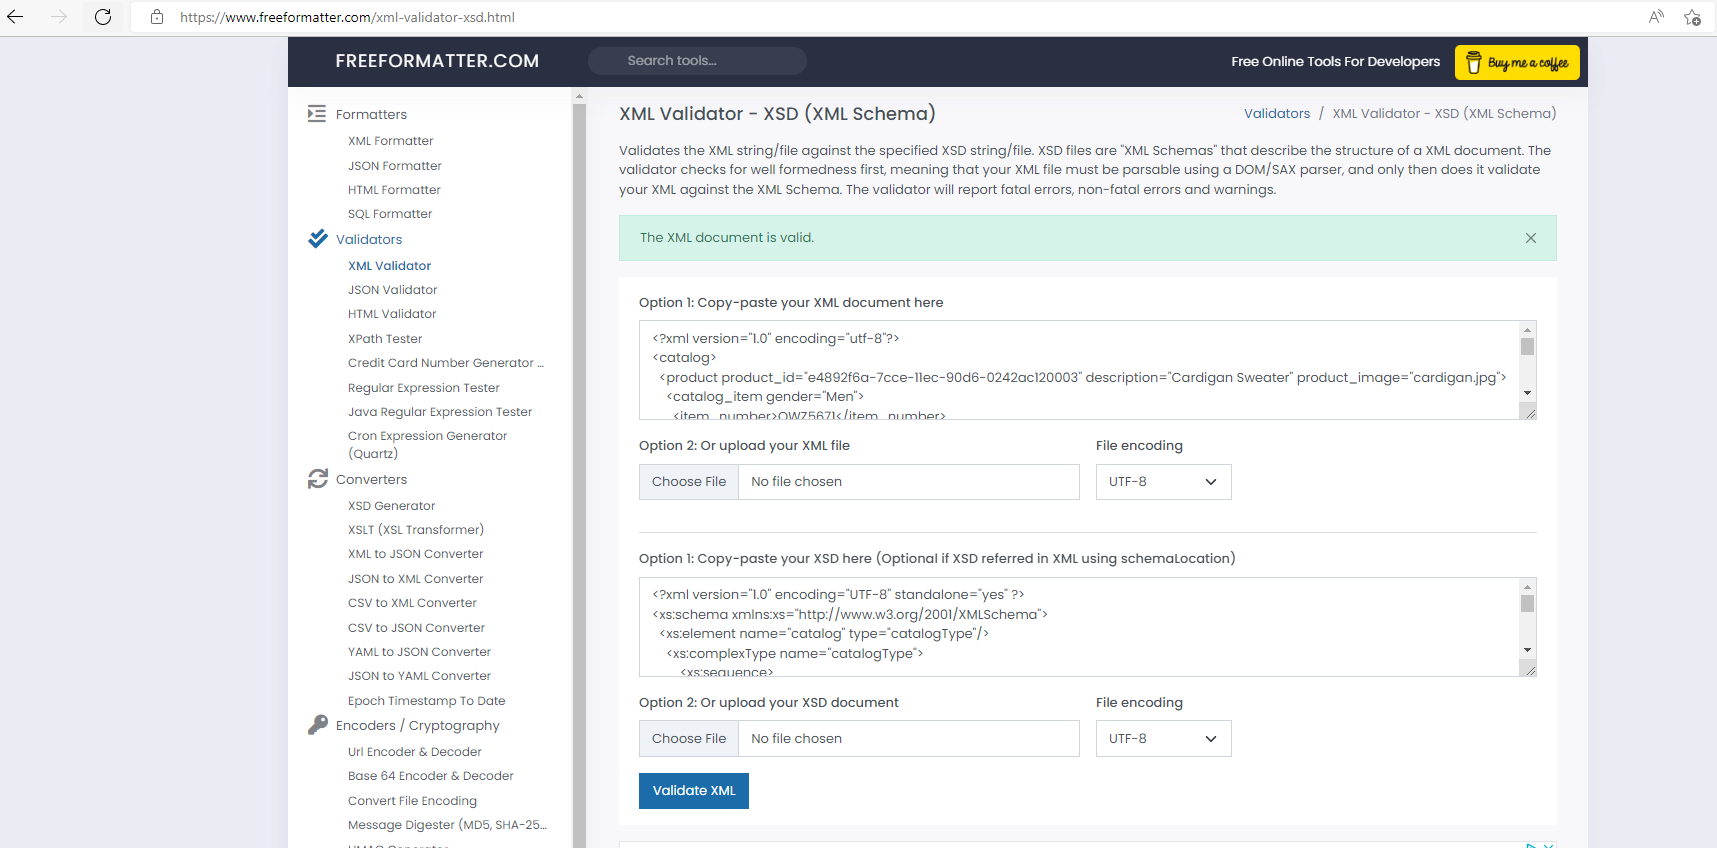 https://www.freeformatter.com/xml-validator-xsd.html
FREEFORMATTER.COM
Search tools...
Free Online Tools For Developers
Buy me a coffee
Formatters
XML Formatter
JSON Formatter
HTML Formatter
SQL Formatter
Validators
XML Validator
JSON Validator
HTML Validator
XPath Tester
Credit Card Number Generator ...
Regular Expression Tester
Java Regular Expression Tester
Cron Expression Generator
(Quartz)
Converters
XSD Generator
XSLT (XSL Transformer)
XML to JSON Converter
JSON to XML Converter
CSV to XML Converter
CSV to JSON Converter
YAML to JSON Converter
JSON to YAML Converter
Epoch Timestamp To Date
Encoders / Cryptography
Url Encoder & Decoder
Base 64 Encoder & Decoder
Convert File Encoding
Message Digester (MD5, SHA-25...
XML Validator - XSD (XML Schema)
Validators / XML Validator - XSD (XML Schema)
Validates the XML string/file against the specified XSD string/file. XSD files are "XML Schemas" that describe the structure of a XML document. The
validator checks for well formedness first, meaning that your XML file must be parsable using a DOM/SAX parser, and only then does it validate
your XML against the XML Schema. The validator will report fatal errors, non-fatal errors and warnings.
The XML document is valid.
Option 1: Copy-paste your XML document here
<?xml version="1.0" encoding="utf-8"?>
<catalog>
<product product_id="e4892f6a-7cce-11ec-90d6-0242ac120003" description="Cardigan Sweater" product_image="cardigan.jpg">
<catalog_item gender="Men">
<item_number>QWZ5671</item_number>
Option 2: Or upload your XML file
File encoding
Choose File No file chosen
UTF-8
Option 1: Copy-paste your XSD here (Optional if XSD referred in XML using schemaLocation)
<?xml version="1.0" encoding="UTF-8" standalone="yes" ?>
<xs:schema xmlns:xs="http://www.w3.org/2001/XMLSchema">
<xs:element name="catalog" type="catalogType"/>
<xs:complexType name="catalogType">
<xs:sequence>
Option 2: Or upload your XSD document
File encoding
Choose File No file chosen
UTF-8
Validate XML